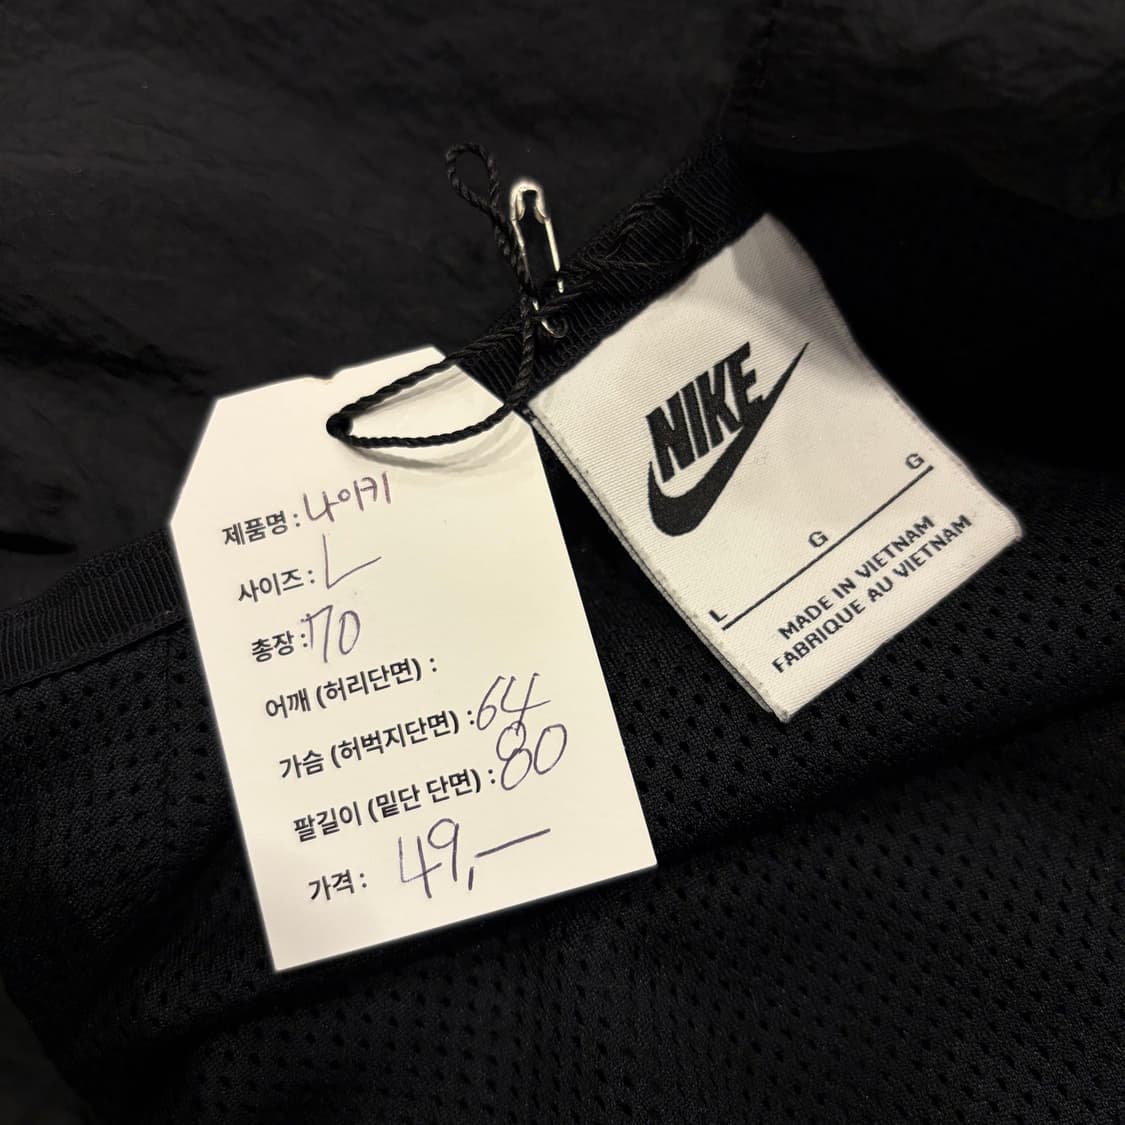 제품명 : 나이키
사이즈 : L
총장 : 70
어깨 (허리단면) :
가슴 (허벅지단면) : 64
팔길이 (밑단 단면) : 80
가격 : 49,—
NIKE
L G G
MADE IN VIETNAM
FABRIQUE AU VIETNAM